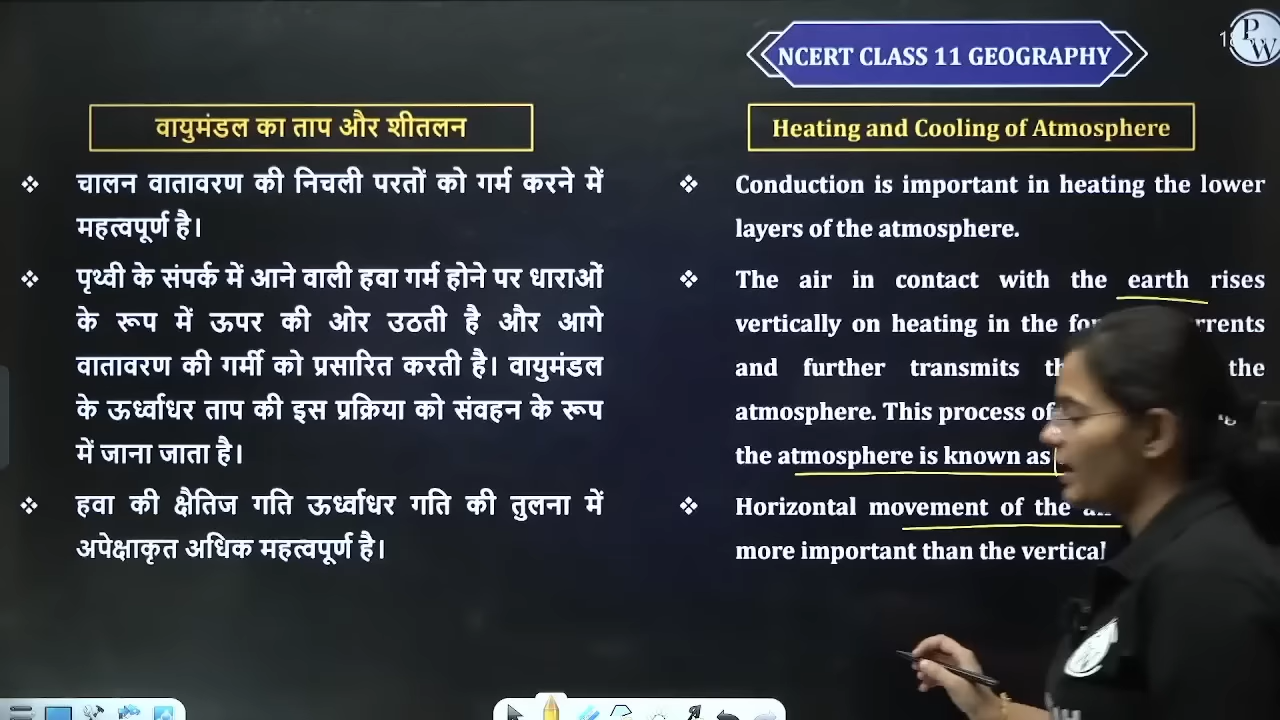 NCERT CLASS 11 GEOGRAPHY
PW
वायुमंडल का ताप और शीतलन
❖ चालन वातावरण की निचली परतों को गर्म करने में
महत्वपूर्ण है।
❖ पृथ्वी के संपर्क में आने वाली हवा गर्म होने पर धाराओं
के रूप में ऊपर की ओर उठती है और आगे
वातावरण की गर्मी को प्रसारित करती है। वायुमंडल
के ऊर्ध्वाधर ताप की इस प्रक्रिया को संवहन के रूप
में जाना जाता है।
❖ हवा की क्षैतिज गति ऊर्ध्वाधर गति की तुलना में
अपेक्षाकृत अधिक महत्वपूर्ण है।
Heating and Cooling of Atmosphere
❖ Conduction is important in heating the lower
layers of the atmosphere.
❖ The air in contact with the earth rises
vertically on heating in the
and further transmits the
atmosphere. This process of
the atmosphere is known as
❖ Horizontal movement of the
more important than the vertical